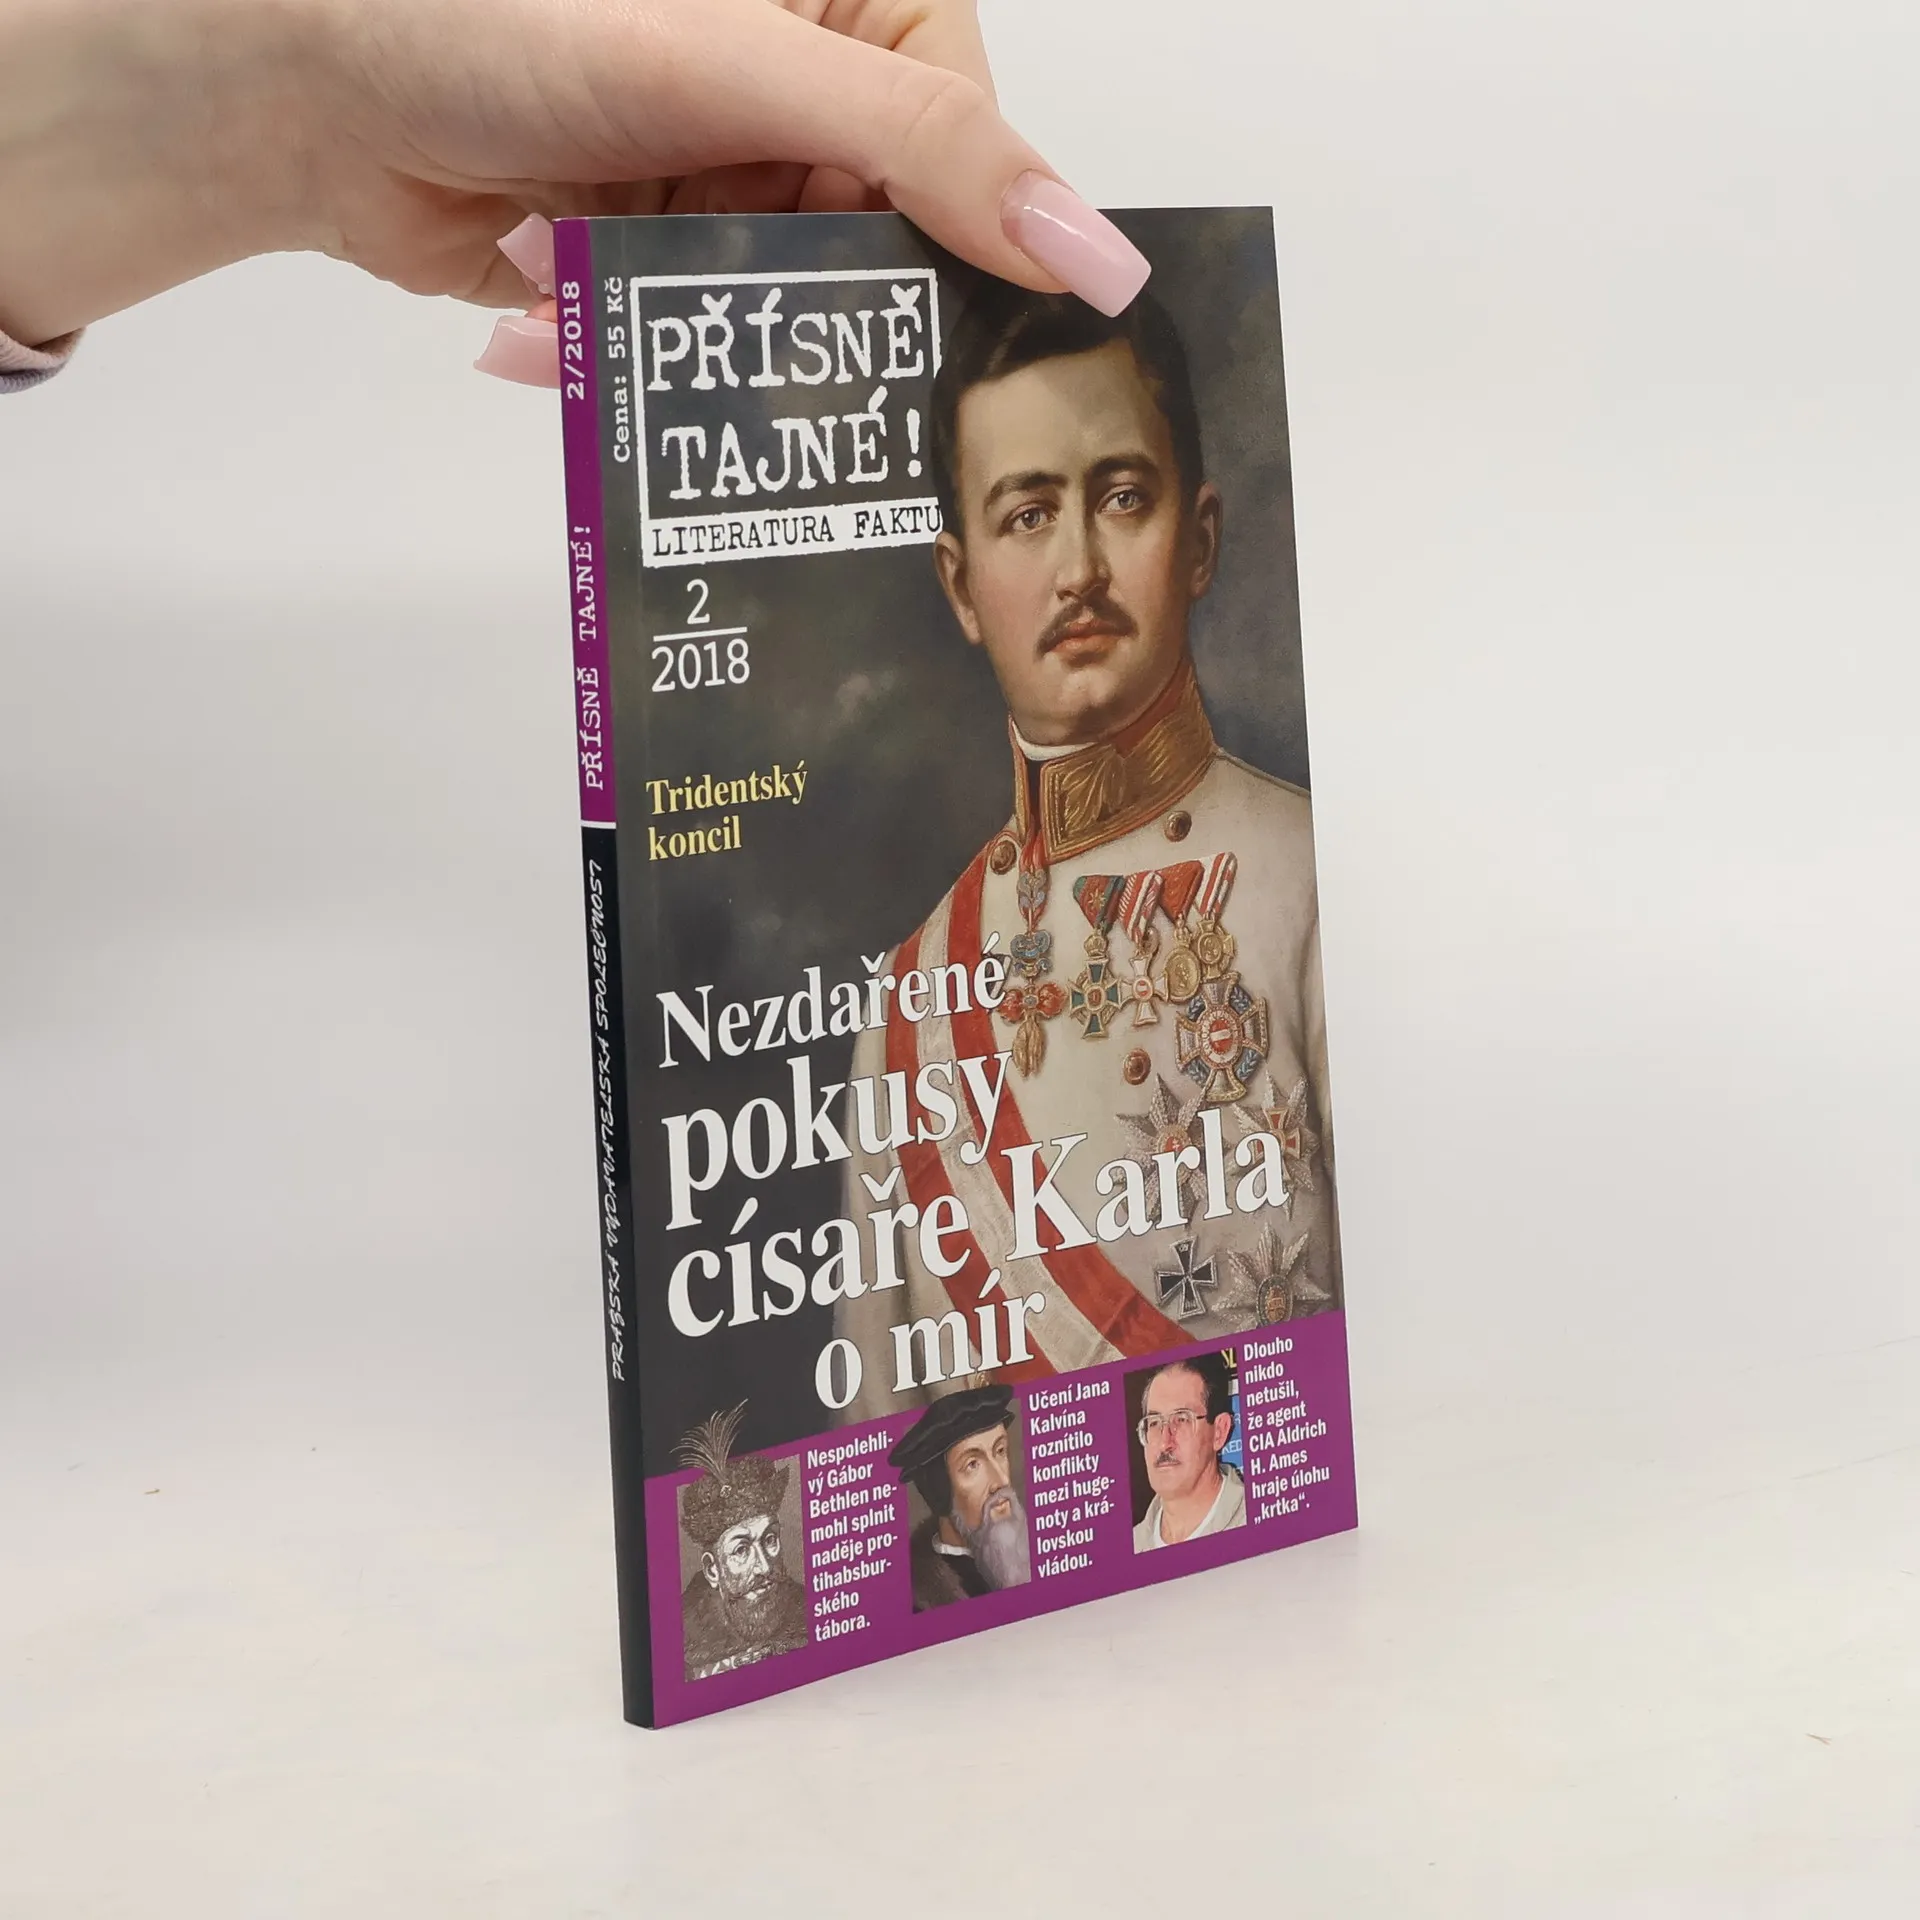 2/2018
PŘÍSNĚ TAJNÉ!
PRAŽSKÁ VYDAVATELSKÁ SPOLEČNOST
Cena: 55 Kč
PŘÍSNĚ
TAJNÉ!
LITERATURA FAKTU
2
2018
Tridentský
koncil
Nezdařené
pokusy
císaře Karla
o mír
Nespolehli-
vý Gábor
Bethlen ne-
mohl splnit
naděje pro-
tihabsbur-
ského
tábora.
Učení Jana
Kalvína
roznítilo
konflikty
mezi huge-
noty a krá-
lovskou
vládou.
Dlouho
nikdo
netušil,
že agent
CIA Aldrich
H. Ames
hraje úlohu
„krtka“.